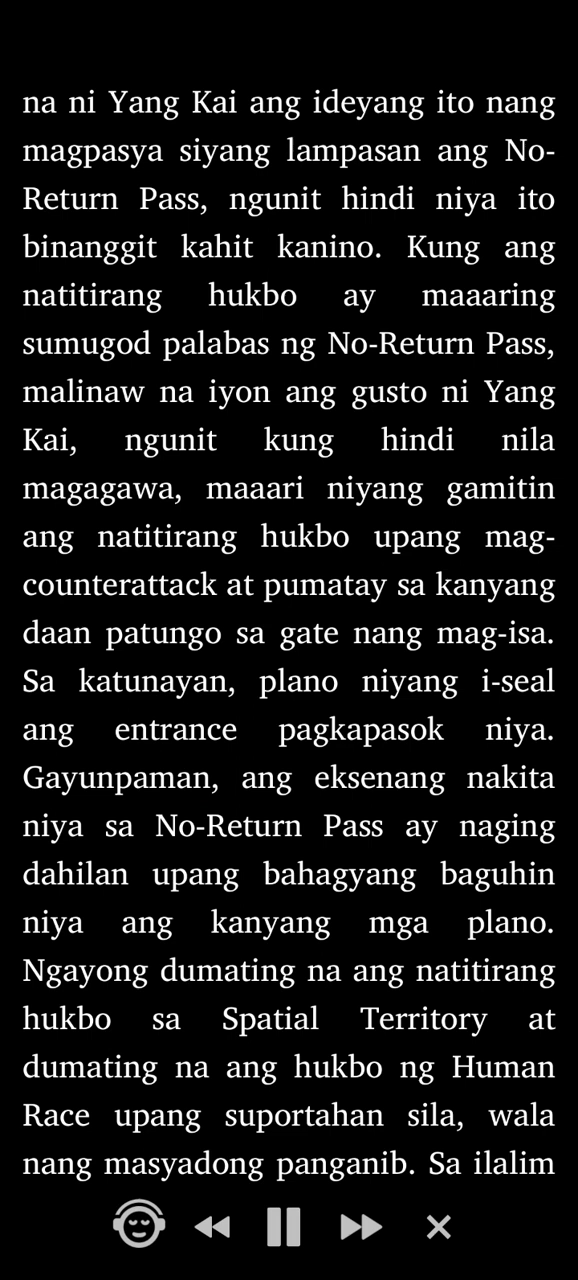 na ni Yang Kai ang ideyang ito nang
magpasya siyang lampasan ang No-
Return Pass, ngunit hindi niya ito
binanggit kahit kanino. Kung ang
natitirang hukbo ay maaaring
sumugod palabas ng No-Return Pass,
malinaw na iyon ang gusto ni Yang
Kai, ngunit kung hindi nila
magagawa, maaari niyang gamitin
ang natitirang hukbo upang mag-
counterattack at pumatay sa kanyang
daan patungo sa gate nang mag-isa.
Sa katunayan, plano niyang i-seal
ang entrance pagkapasok niya.
Gayunpaman, ang eksenang nakita
niya sa No-Return Pass ay naging
dahilan upang bahagyang baguhin
niya ang kanyang mga plano.
Ngayong dumating na ang natitirang
hukbo sa Spatial Territory at
dumating na ang hukbo ng Human
Race upang suportahan sila, wala
nang masyadong panganib. Sa ilalim